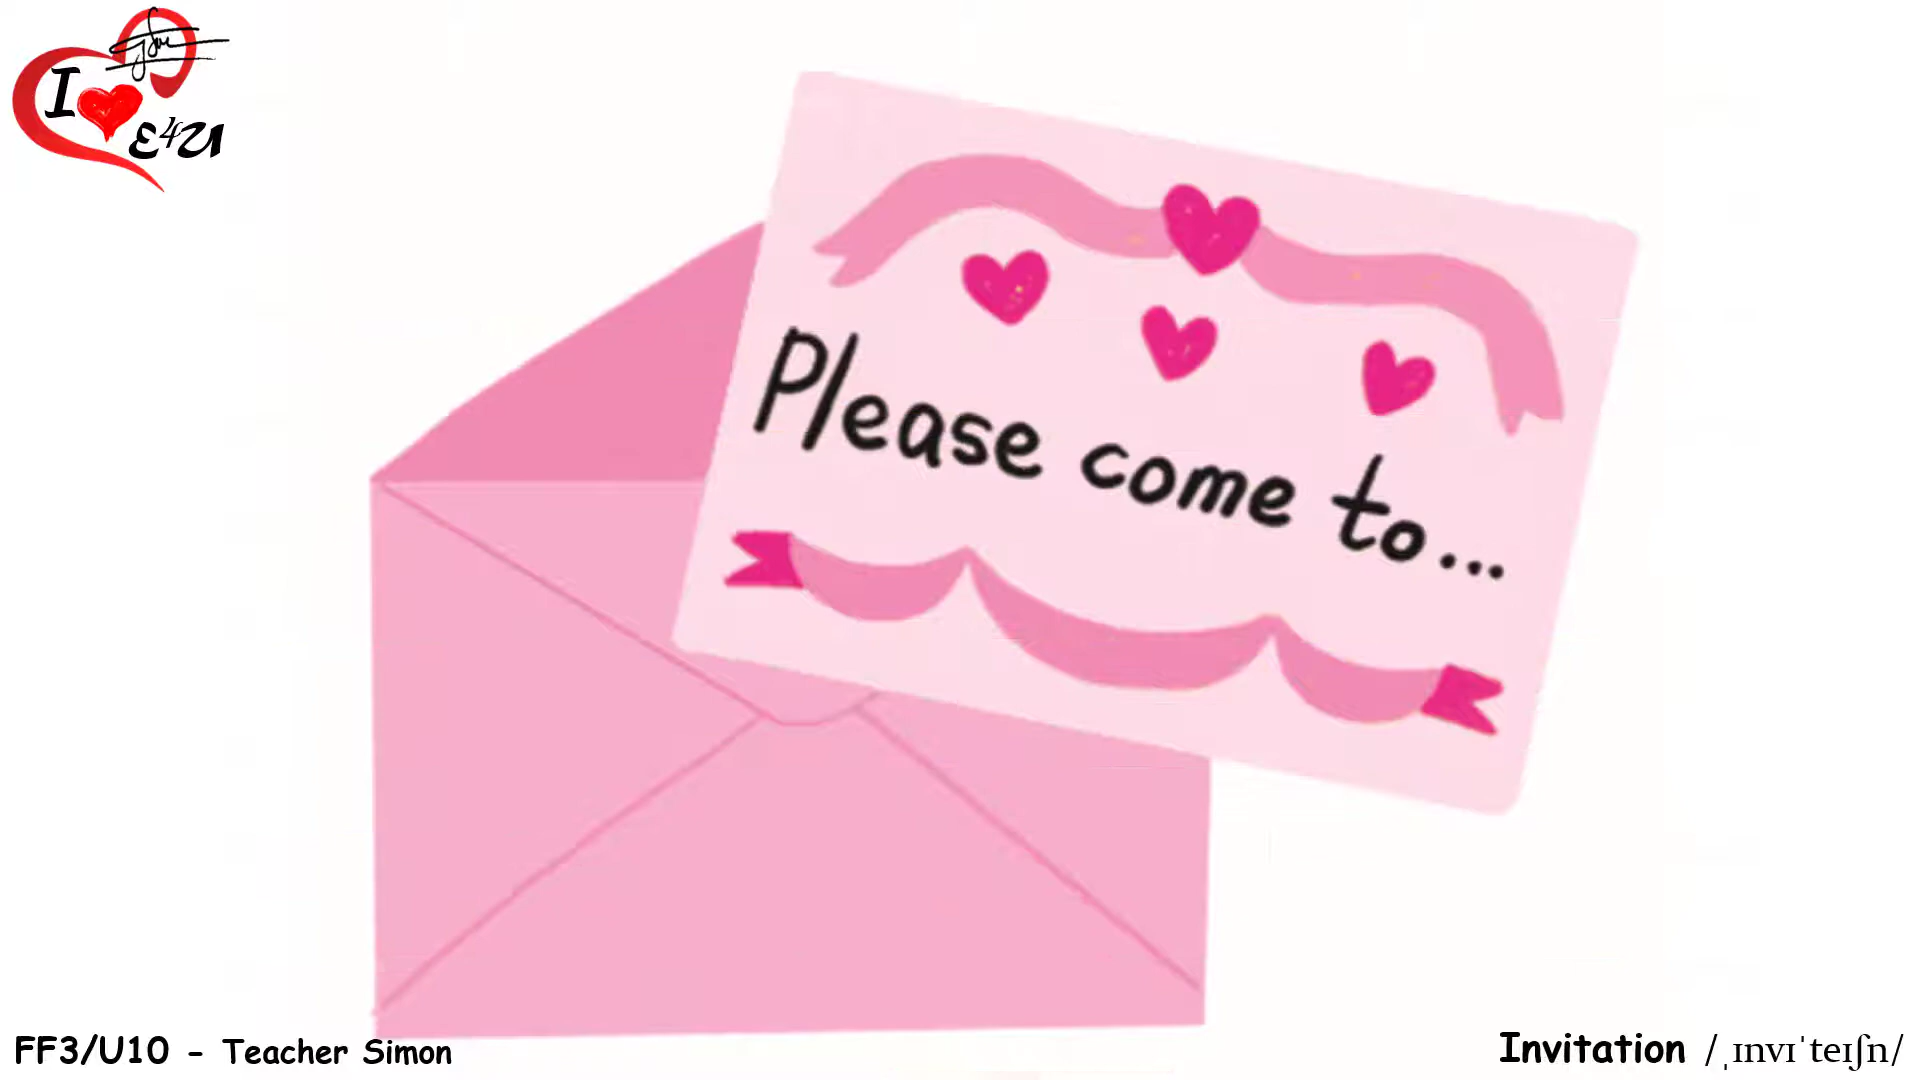 I ❤ E4U
Please come to...
FF3/U10 - Teacher Simon
Invitation /ˌɪnvɪˈteɪʃn/